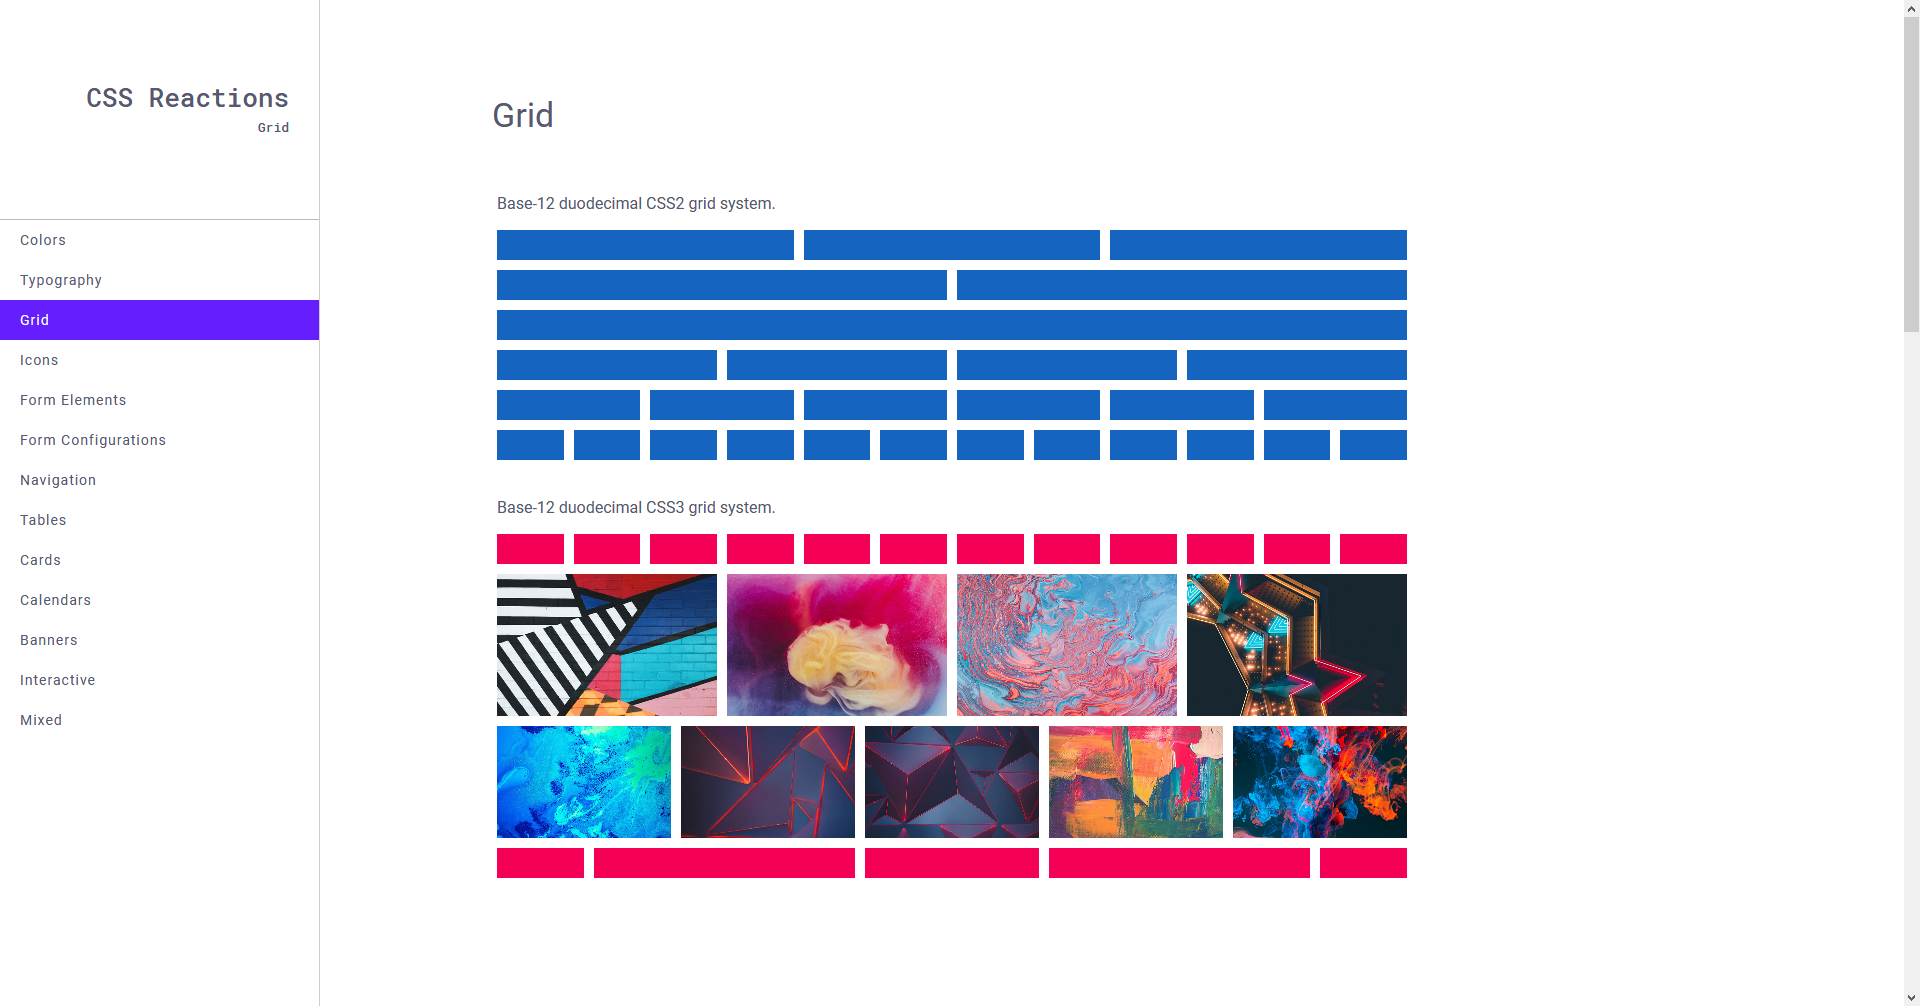 CSS Reactions
Grid
Colors
Typography
Grid
Icons
Form Elements
Form Configurations
Navigation
Tables
Cards
Calendars
Banners
Interactive
Mixed
Grid
Base-12 duodecimal CSS2 grid system.
Base-12 duodecimal CSS3 grid system.